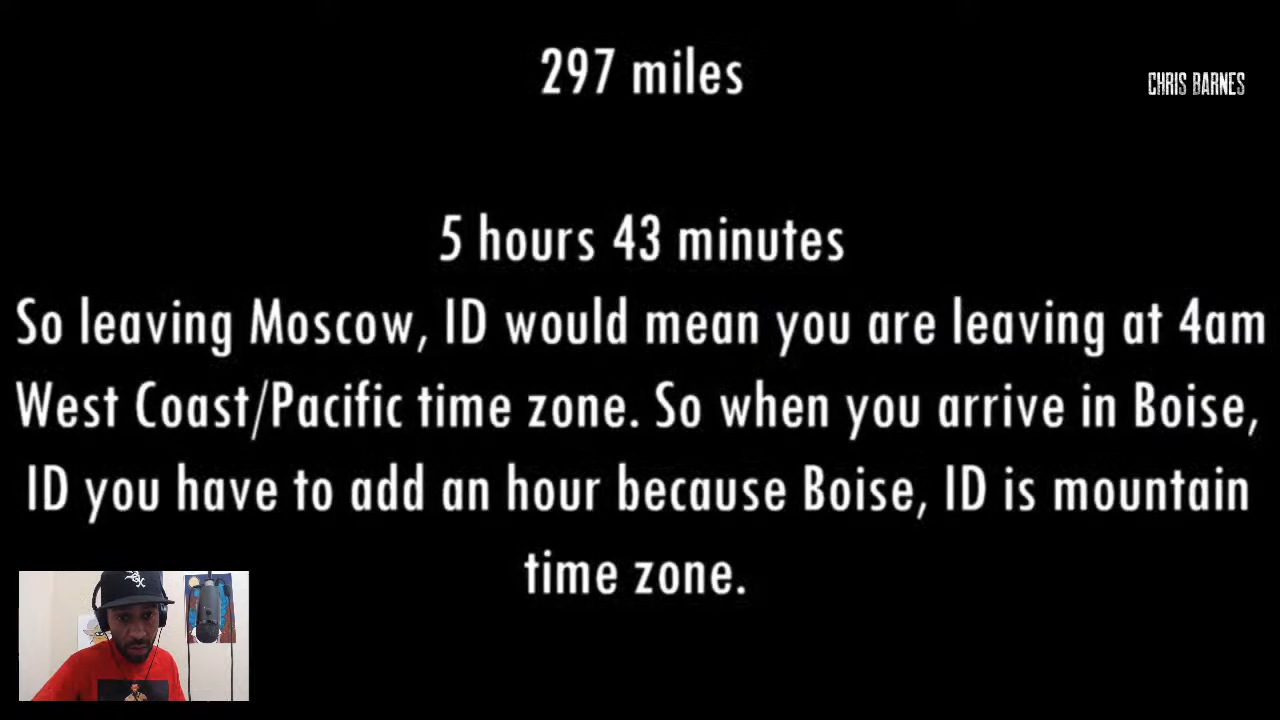 297 miles
CHRIS BARNES
5 hours 43 minutes
So leaving Moscow, ID would mean you are leaving at 4am
West Coast/Pacific time zone. So when you arrive in Boise,
ID you have to add an hour because Boise, ID is mountain
time zone.